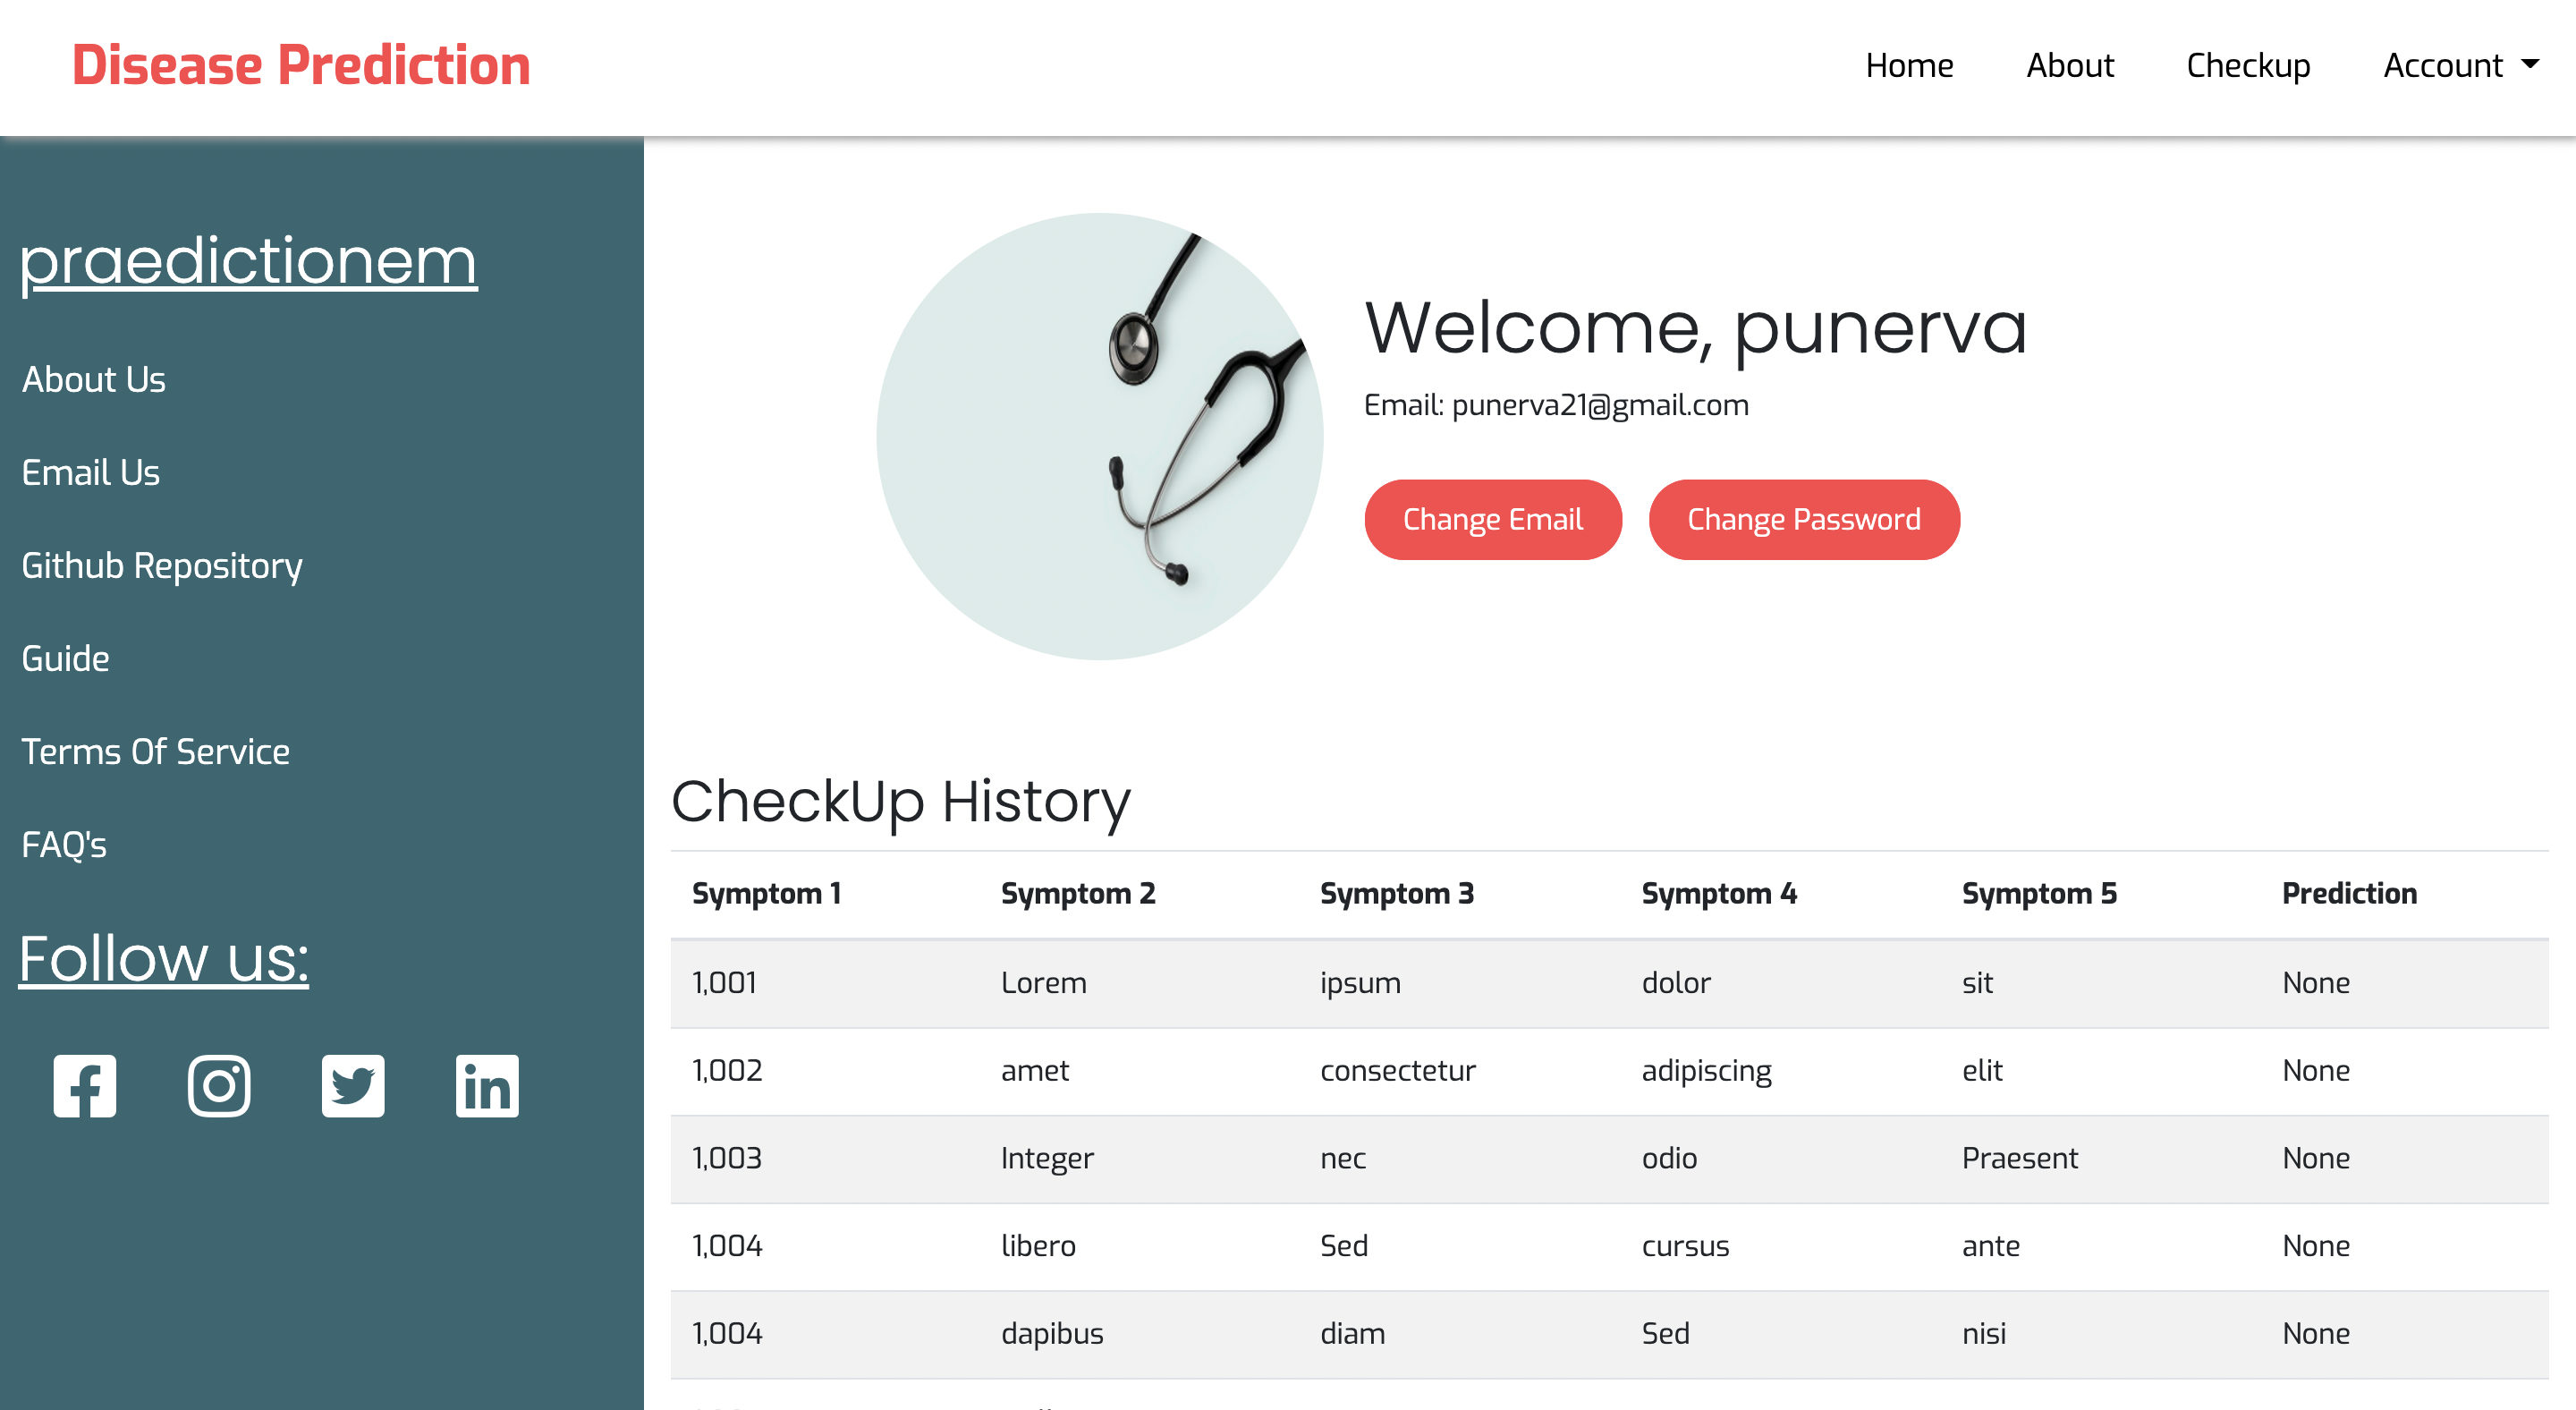 Disease Prediction
Home About Checkup Account
praedictionem
About Us
Email Us
Github Repository
Guide
Terms Of Service
FAQ's
Follow us:
Welcome, punerva
Email: punerva21@gmail.com
Change Email Change Password
CheckUp History
Symptom 1 Symptom 2 Symptom 3 Symptom 4 Symptom 5 Prediction
1,001 Lorem ipsum dolor sit None
1,002 amet consectetur adipiscing elit None
1,003 Integer nec odio Praesent None
1,004 libero Sed cursus ante None
1,004 dapibus diam Sed nisi None